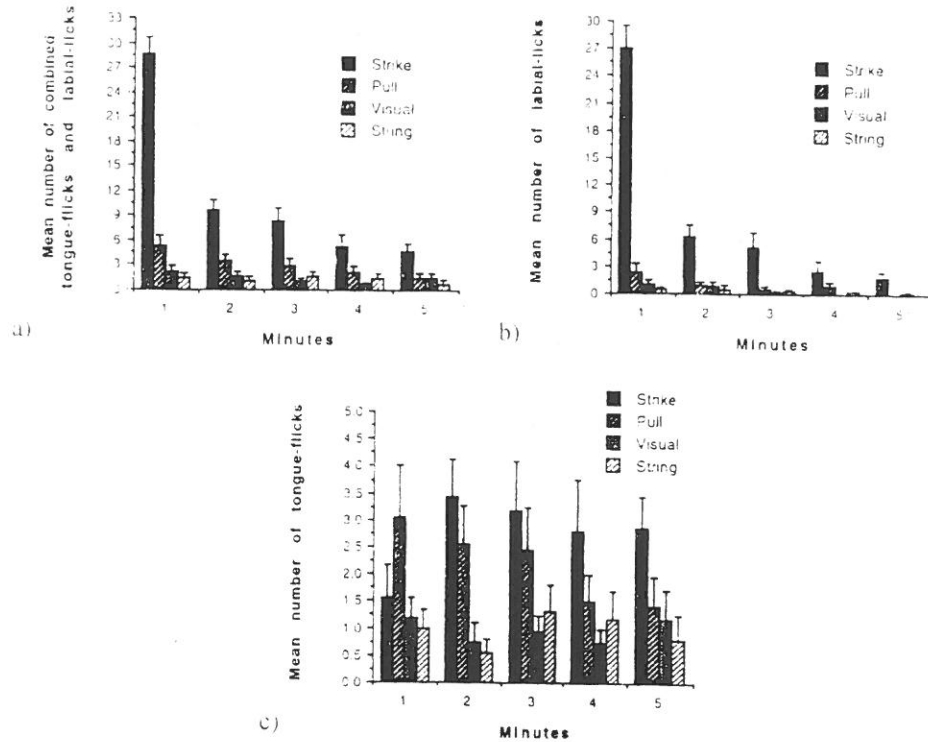 a)
Mean number of combined
tongue-flicks and labial-licks
33
30
27
24
21
18
15
12
9
6
3
Strike
Pull
Visual
String
1 2 3 4 5
Minutes
b)
Mean number of labial-licks
30
27
24
21
18
15
12
9
6
3
0
Strike
Pull
Visual
String
1 2 3 4 5
Minutes
c)
Mean number of tongue-flicks
5.0
4.5
4.0
3.5
3.0
2.5
2.0
1.5
1.0
0.5
0.0
Strike
Pull
Visual
String
1 2 3 4 5
Minutes